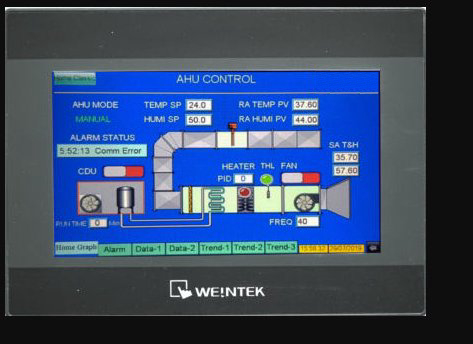 AHU CONTROL
AHU MODE TEMP SP 24.0 RA TEMP PV 37.60
MANUAL HUMI SP 50.0 RA HUMI PV 44.00
ALARM STATUS
5:52:13 Comm Error
SA T&H
35.70
57.60
CDU
HEATER THL FAN
PID 0
RUN TIME 0 Min
FREQ 40
Home Graph Alarm Data-1 Data-2 Trend-1 Trend-2 Trend-3
WEINTEK